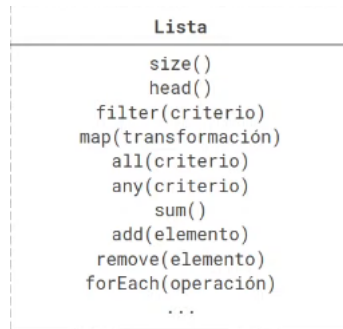 Lista
size()
head()
filter(criterio)
map(transformación)
all(criterio)
any(criterio)
sum()
add(elemento)
remove(elemento)
forEach(operación)
...